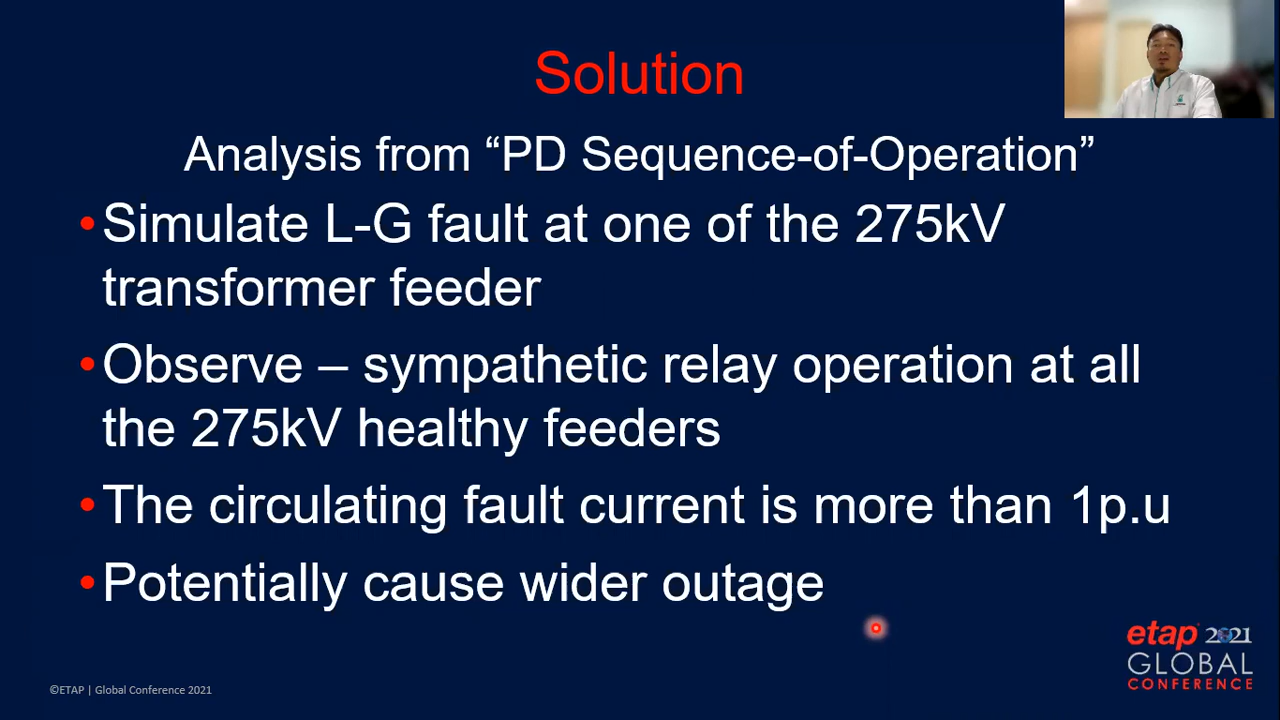 Solution
Analysis from “PD Sequence-of-Operation”
•Simulate L-G fault at one of the 275kV
transformer feeder
•Observe – sympathetic relay operation at all
the 275kV healthy feeders
•The circulating fault current is more than 1p.u
•Potentially cause wider outage
etap 2021
GLOBAL
CONFERENCE
©ETAP | Global Conference 2021